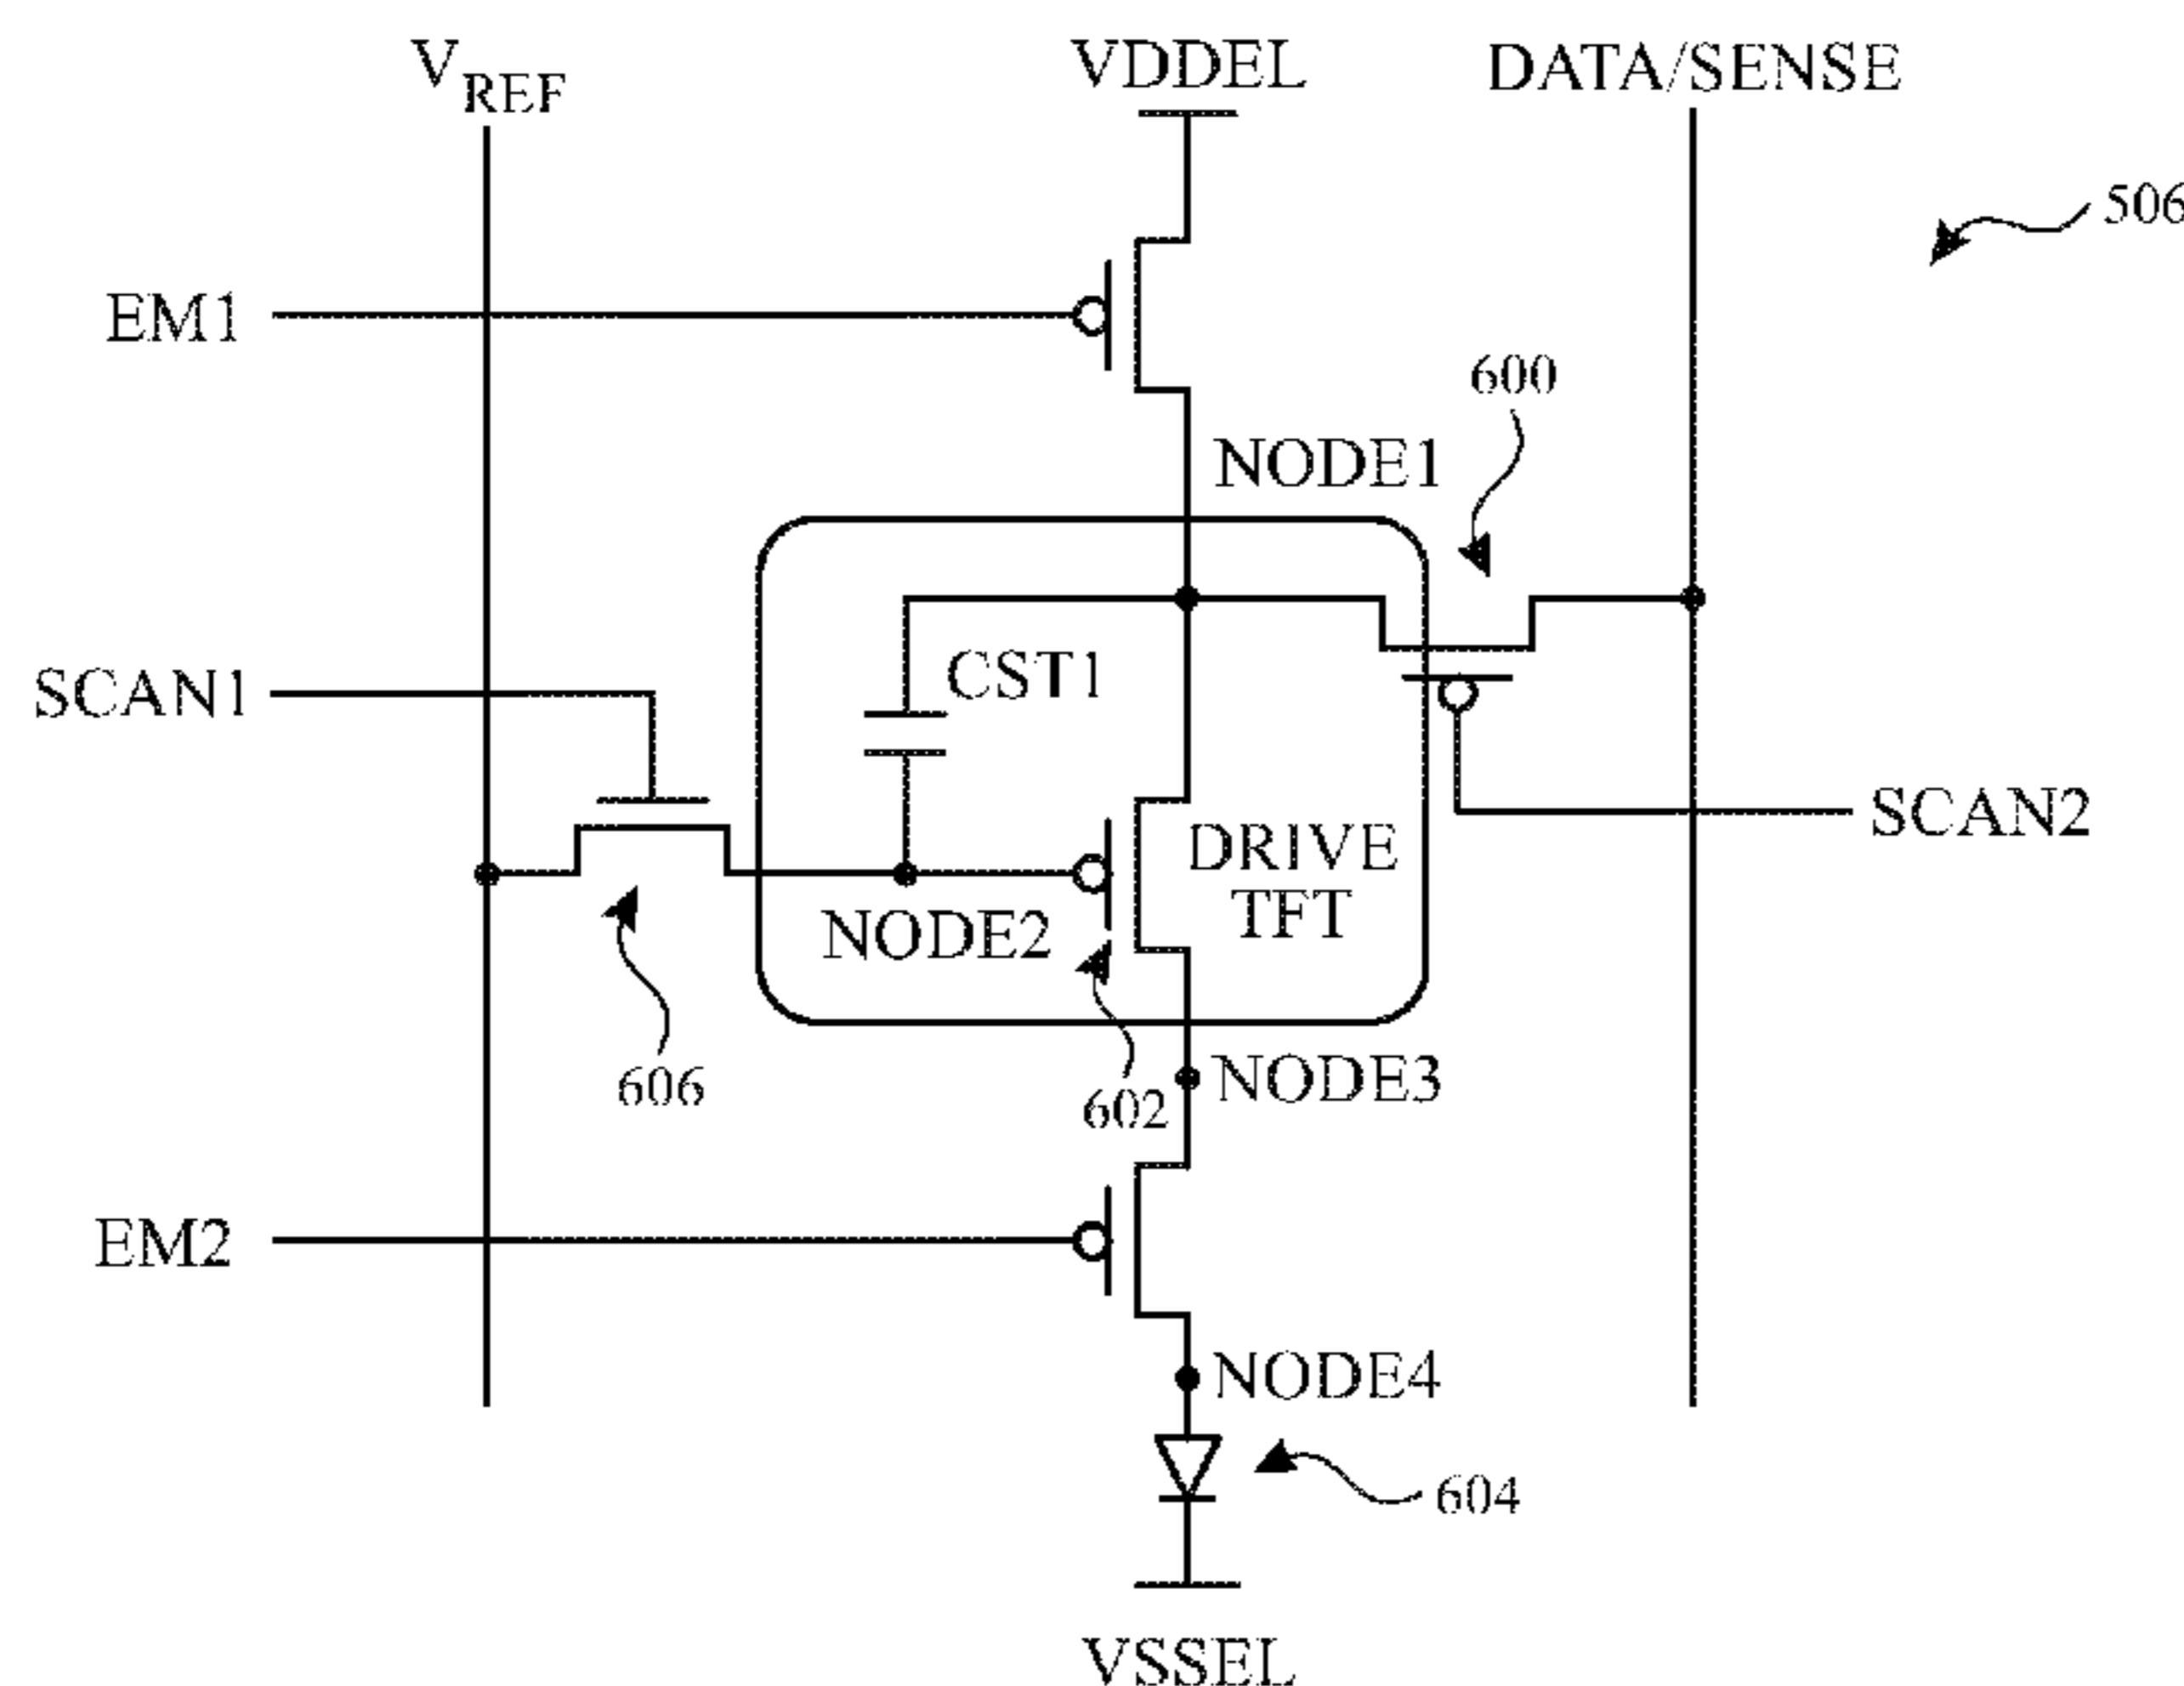 VREF
VDDEL
DATA/SENSE
506
EM1
600
NODE1
SCAN1
CST1
SCAN2
DRIVE
TFT
NODE2
606
602
NODE3
EM2
NODE4
604
VSSEL